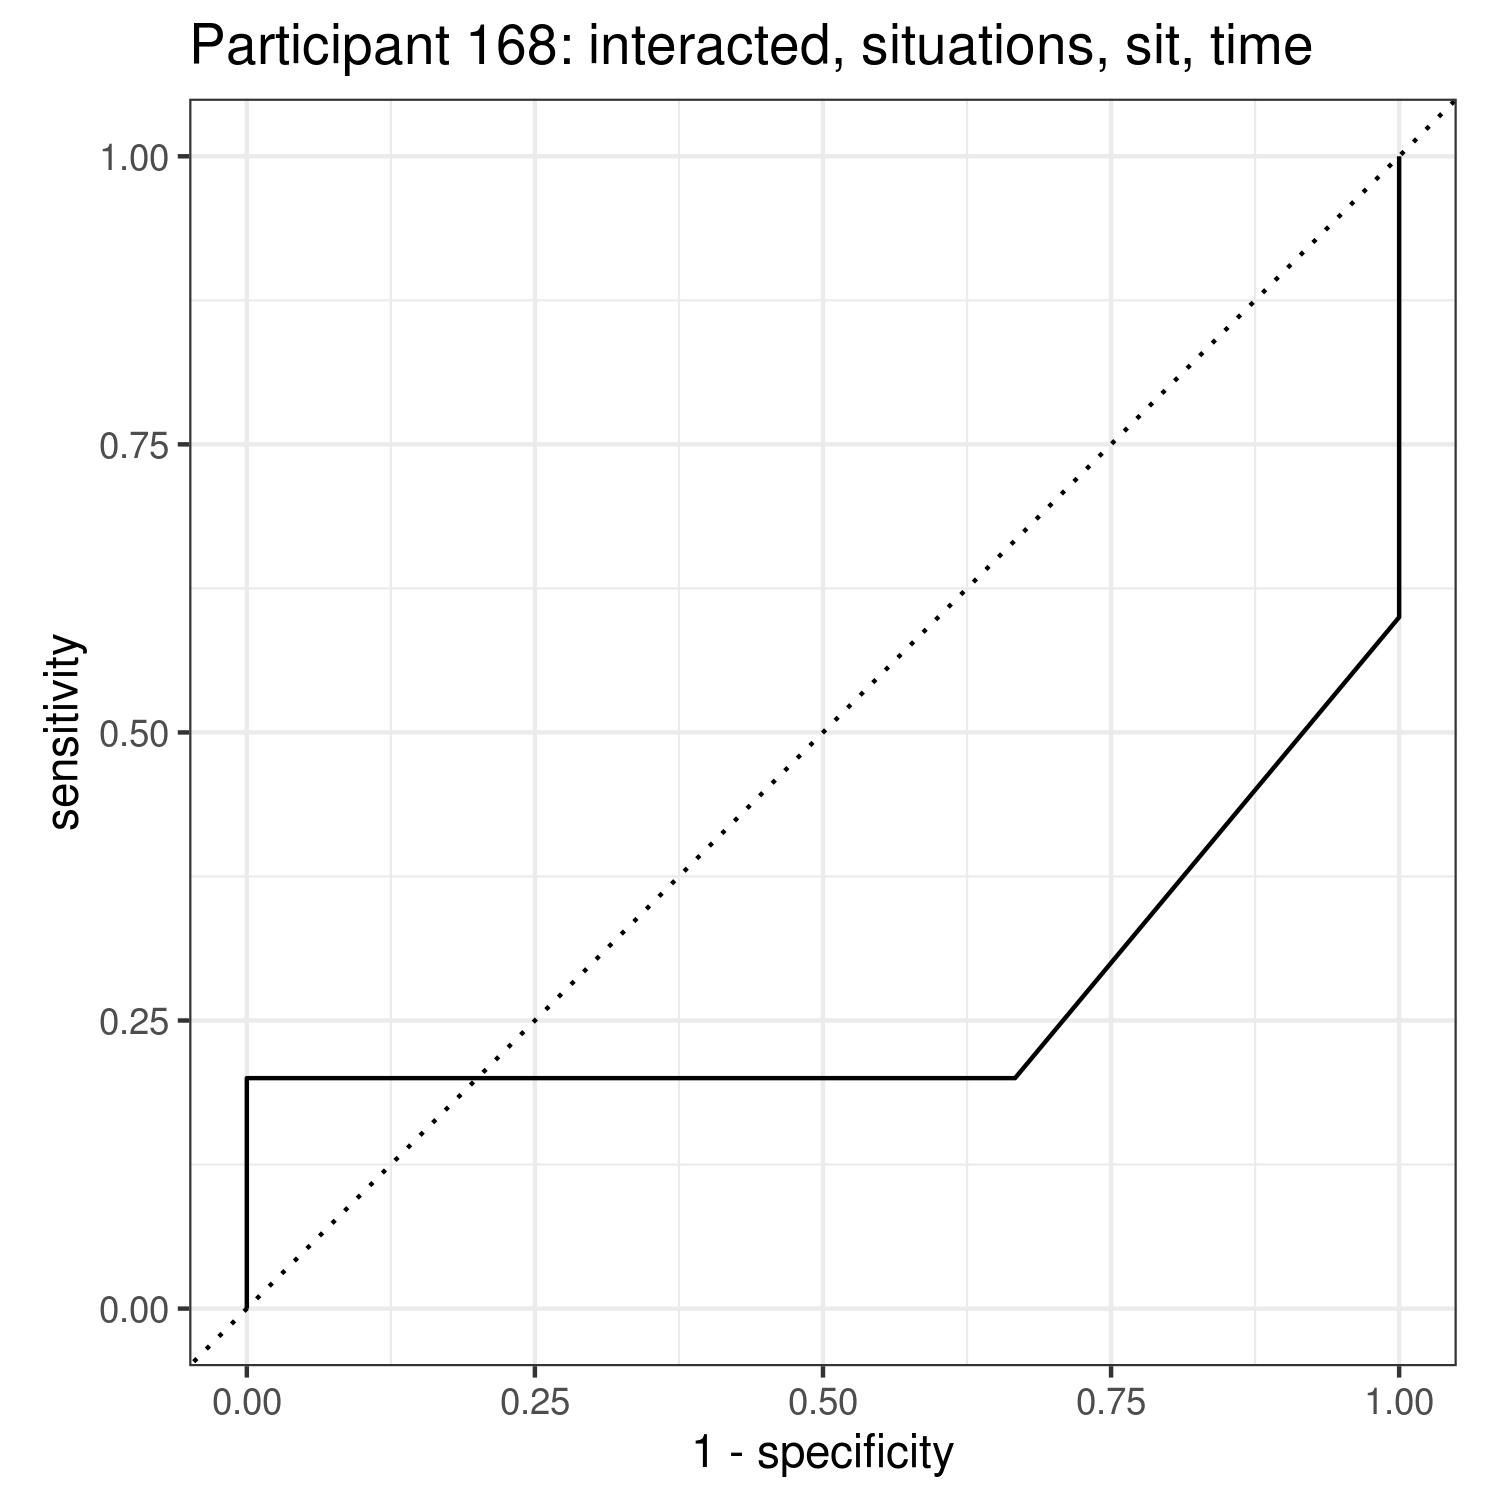 Participant 168: interacted, situations, sit, time
sensitivity
1.00
0.75
0.50
0.25
0.00
0.00 0.25 0.50 0.75 1.00
1 - specificity